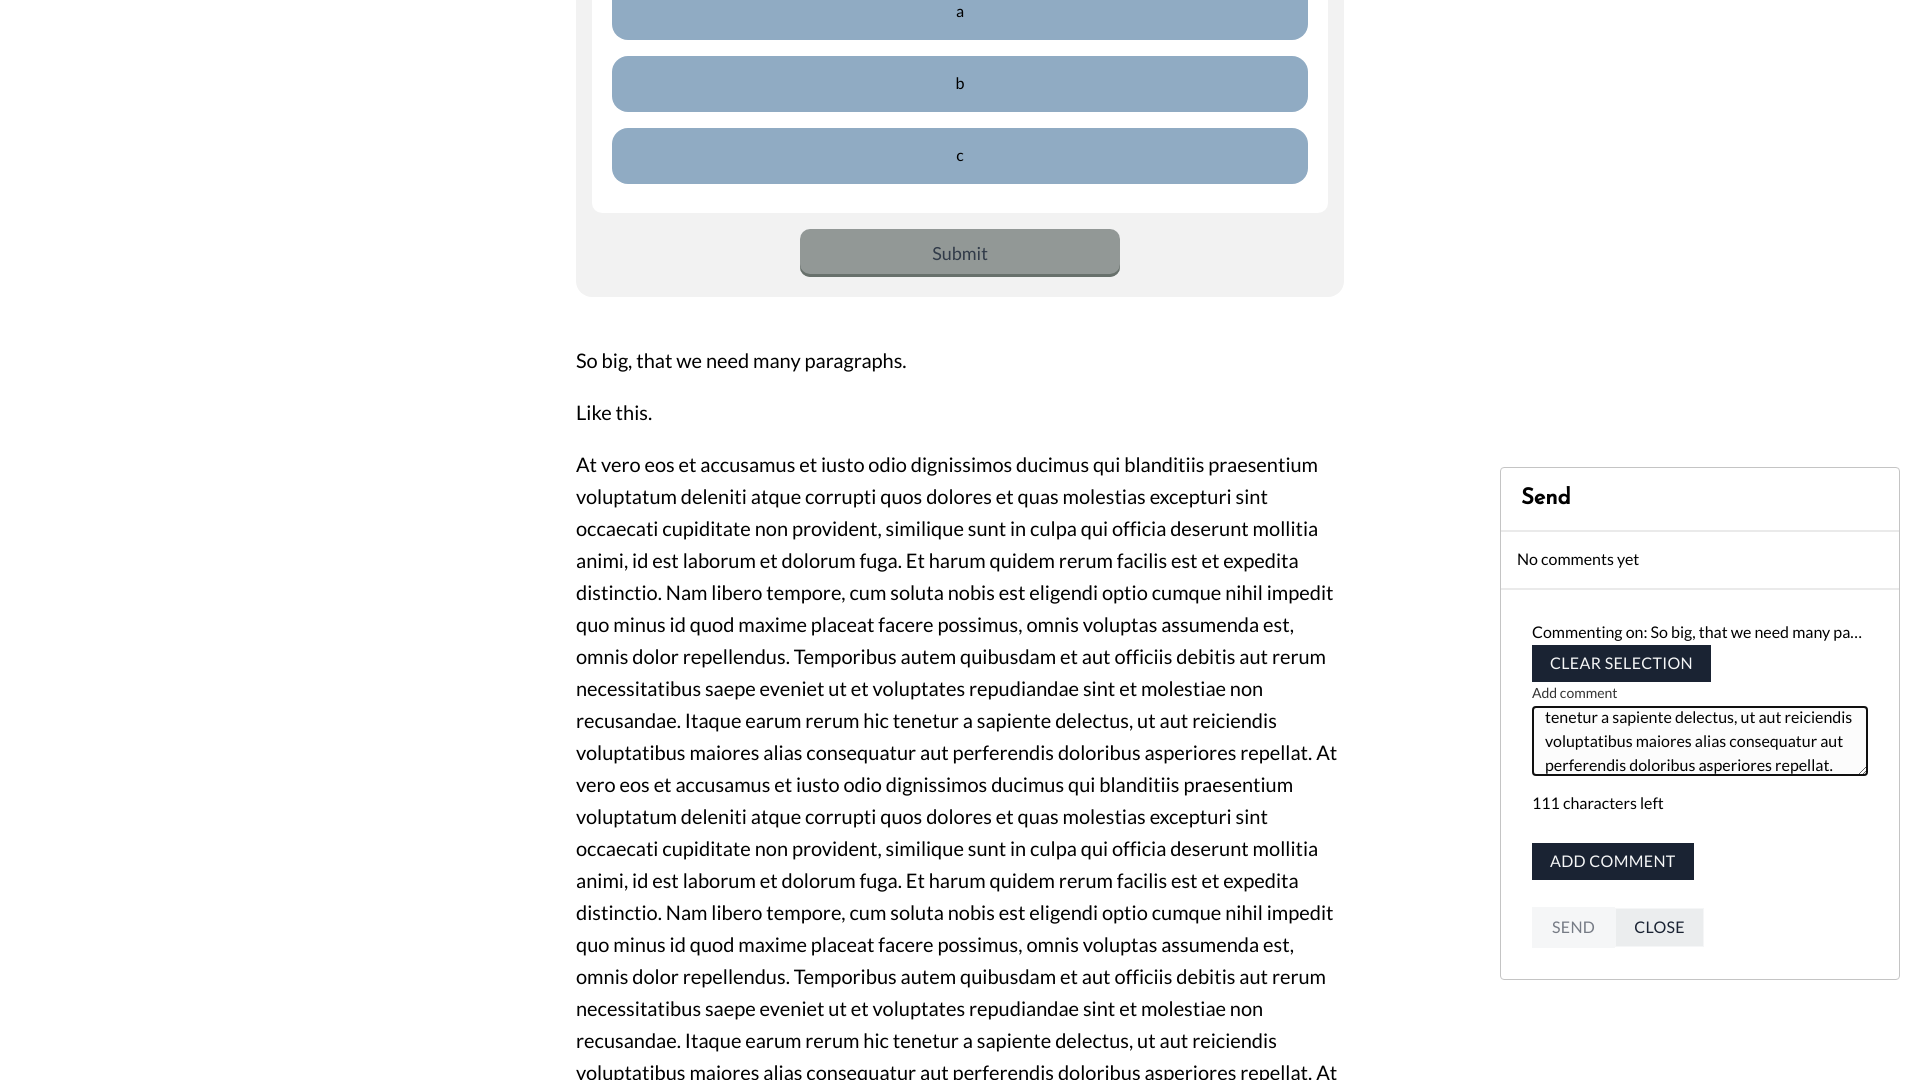 a
b
c
Submit
So big, that we need many paragraphs.
Like this.
At vero eos et accusamus et iusto odio dignissimos ducimus qui blanditiis praesentium
voluptatum deleniti atque corrupti quos dolores et quas molestias excepturi sint
occaecati cupiditate non provident, similique sunt in culpa qui officia deserunt mollitia
animi, id est laborum et dolorum fuga. Et harum quidem rerum facilis est et expedita
distinctio. Nam libero tempore, cum soluta nobis est eligendi optio cumque nihil impedit
quo minus id quod maxime placeat facere possimus, omnis voluptas assumenda est,
omnis dolor repellendus. Temporibus autem quibusdam et aut officiis debitis aut rerum
necessitatibus saepe eveniet ut et voluptates repudiandae sint et molestiae non
recusandae. Itaque earum rerum hic tenetur a sapiente delectus, ut aut reiciendis
voluptatibus maiores alias consequatur aut perferendis doloribus asperiores repellat. At
vero eos et accusamus et iusto odio dignissimos ducimus qui blanditiis praesentium
voluptatum deleniti atque corrupti quos dolores et quas molestias excepturi sint
occaecati cupiditate non provident, similique sunt in culpa qui officia deserunt mollitia
animi, id est laborum et dolorum fuga. Et harum quidem rerum facilis est et expedita
distinctio. Nam libero tempore, cum soluta nobis est eligendi optio cumque nihil impedit
quo minus id quod maxime placeat facere possimus, omnis voluptas assumenda est,
omnis dolor repellendus. Temporibus autem quibusdam et aut officiis debitis aut rerum
necessitatibus saepe eveniet ut et voluptates repudiandae sint et molestiae non
recusandae. Itaque earum rerum hic tenetur a sapiente delectus, ut aut reiciendis
voluptatibus maiores alias consequatur aut perferendis doloribus asperiores repellat. At
Send
No comments yet
Commenting on: So big, that we need many pa...
CLEAR SELECTION
Add comment
tenetur a sapiente delectus, ut aut reiciendis
voluptatibus maiores alias consequatur aut
perferendis doloribus asperiores repellat.
111 characters left
ADD COMMENT
SEND
CLOSE